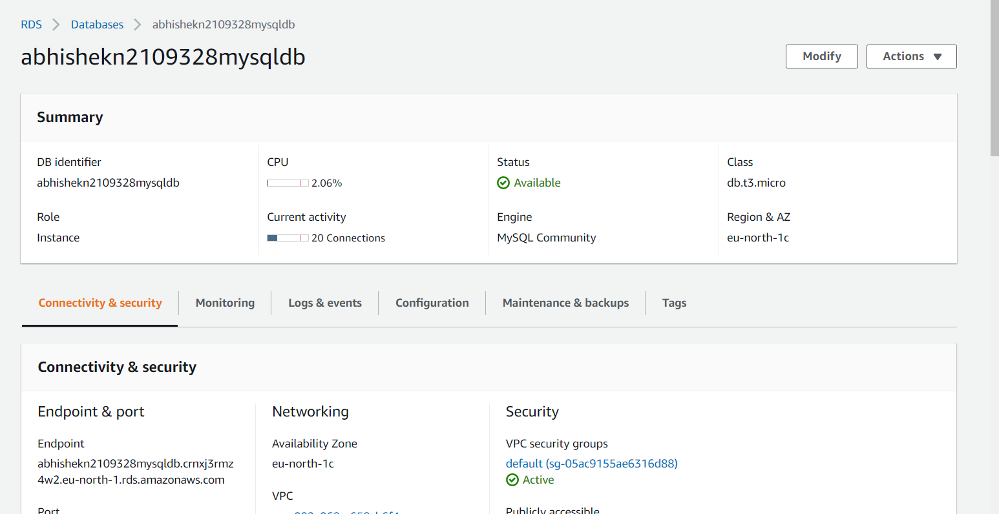 RDS > Databases > abhishekn2109328mysqldb
abhishekn2109328mysqldb
Modify
Actions ▼
Summary
DB identifier
abhishekn2109328mysqldb
CPU
2.06%
Status
Available
Class
db.t3.micro
Role
Instance
Current activity
20 Connections
Engine
MySQL Community
Region & AZ
eu-north-1c
Connectivity & security
Monitoring
Logs & events
Configuration
Maintenance & backups
Tags
Connectivity & security
Endpoint & port
Endpoint
abhishekn2109328mysqldb.crnxj3rmz
4w2.eu-north-1.rds.amazonaws.com
Port
Networking
Availability Zone
eu-north-1c
VPC
Security
VPC security groups
default (sg-05ac9155ae6316d88)
Active
Publicly accessible